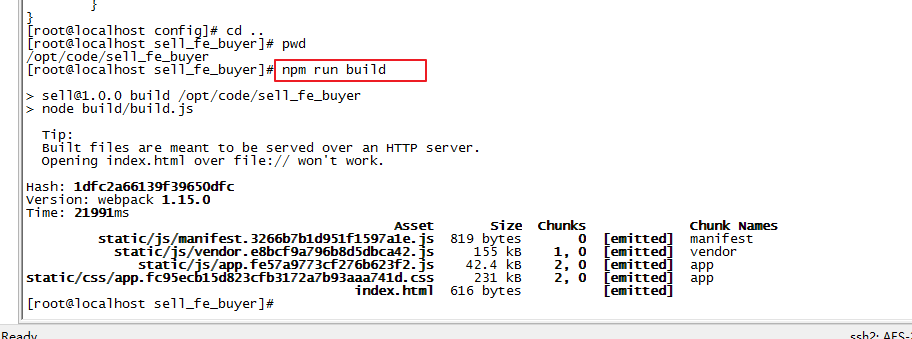 }
}
[root@localhost config]# cd ..
[root@localhost sell_fe_buyer]# pwd
/opt/code/sell_fe_buyer
[root@localhost sell_fe_buyer]# npm run build
> sell@1.0.0 build /opt/code/sell_fe_buyer
> node build/build.js
Tip:
Built files are meant to be served over an HTTP server.
Opening index.html over file:// won't work.
Hash: 1dfc2a66139f39650dfc
Version: webpack 1.15.0
Time: 21991ms
Asset Size Chunks Chunk Names
static/js/manifest.3266b7b1d951f1597a1e.js 819 bytes 0 [emitted] manifest
static/js/vendor.e8bcf9a796b8d5dbca42.js 155 kB 1, 0 [emitted] vendor
static/js/app.fe57a9773cf276b623f2.js 42.4 kB 2, 0 [emitted] app
static/css/app.fc95ecb15d823cfb3172a7b93aaa741d.css 231 kB 2, 0 [emitted] app
index.html 616 bytes [emitted]
[root@localhost sell_fe_buyer]#
Ready ssh2: AES-